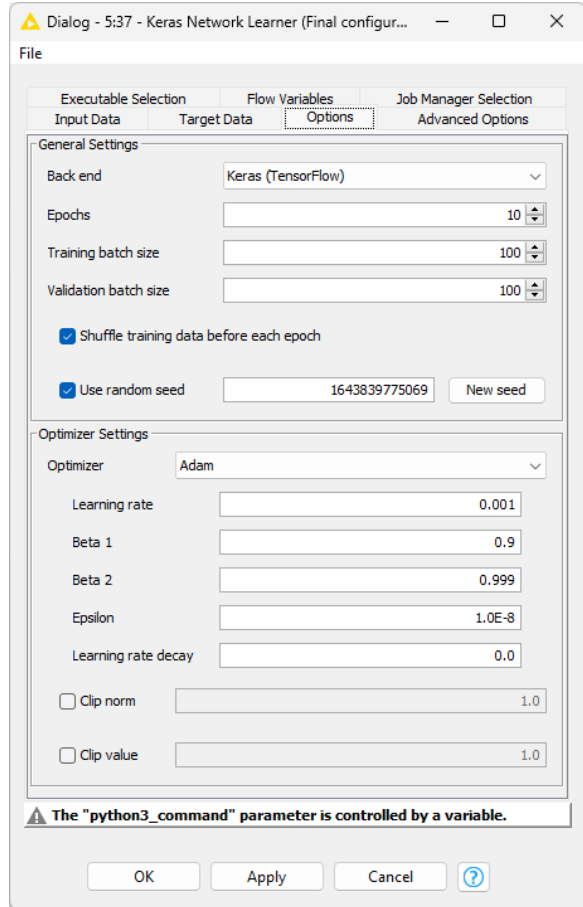 Dialog - 5:37 - Keras Network Learner (Final configur...
File
Executable Selection Flow Variables Job Manager Selection
Input Data Target Data Options Advanced Options
General Settings
Back end Keras (TensorFlow)
Epochs 10
Training batch size 100
Validation batch size 100
Shuffle training data before each epoch
Use random seed 1643839775069 New seed
Optimizer Settings
Optimizer Adam
Learning rate 0.001
Beta 1 0.9
Beta 2 0.999
Epsilon 1.0E-8
Learning rate decay 0.0
Clip norm 1.0
Clip value 1.0
The "python3_command" parameter is controlled by a variable.
OK Apply Cancel ?